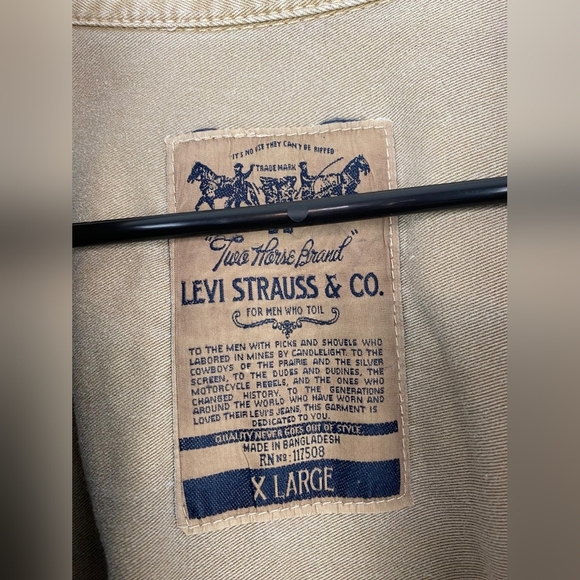 IT'S NO USE THEY CAN'T BE RIPPED
TRADE MARK
"Two Horse Brand"
LEVI STRAUSS & CO.
FOR MEN WHO TOIL
TO THE MEN WITH PICKS AND SHOVELS WHO
LABORED IN MINES BY CANDLELIGHT. TO THE
COWBOYS OF THE PRAIRIE AND THE SILVER
SCREEN, TO THE DUDES AND DUDINES, THE
MOTORCYCLE REBELS, AND THE ONES WHO
CHANGED HISTORY. TO THE GENERATIONS
AROUND THE WORLD WHO HAVE WORN AND
LOVED THEIR LEVI'S JEANS, THIS GARMENT IS
DEDICATED TO YOU.
QUALITY NEVER GOES OUT OF STYLE
MADE IN BANGLADESH
RN Nº: 117508
X LARGE